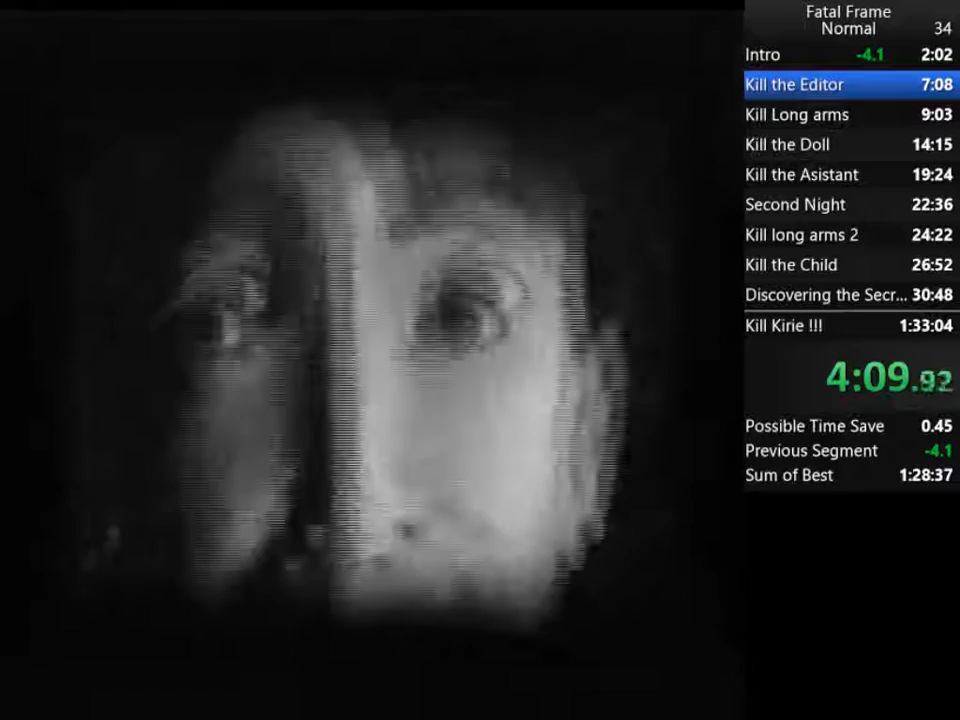 Fatal Frame
Normal 34
Intro -4.1 2:02
Kill the Editor 7:08
Kill Long arms 9:03
Kill the Doll 14:15
Kill the Asistant 19:24
Second Night 22:36
Kill long arms 2 24:22
Kill the Child 26:52
Discovering the Secr... 30:48
Kill Kirie !!! 1:33:04
4:09.92
Possible Time Save 0.45
Previous Segment -4.1
Sum of Best 1:28:37